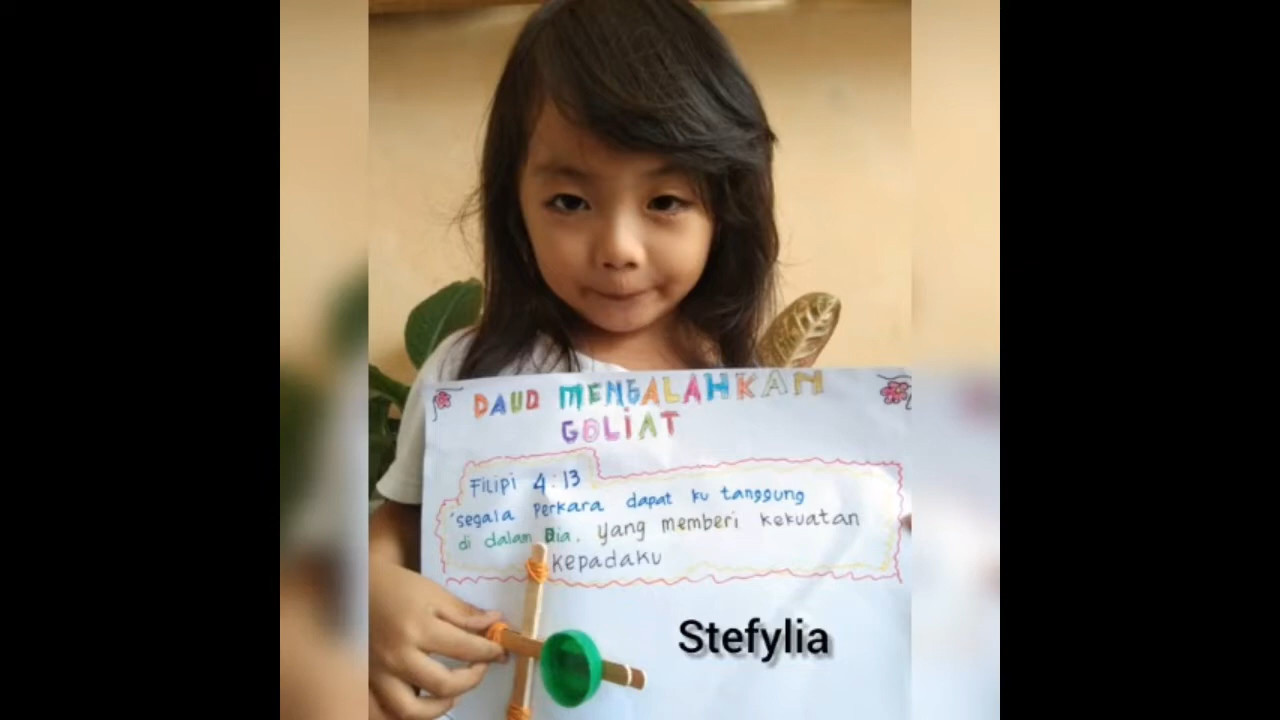 DAUD MENGALAHKAN
GOLIAT
Filipi 4:13
"segala perkara dapat ku tanggung
di dalam Dia, yang memberi kekuatan
kepadaku
Stefylia